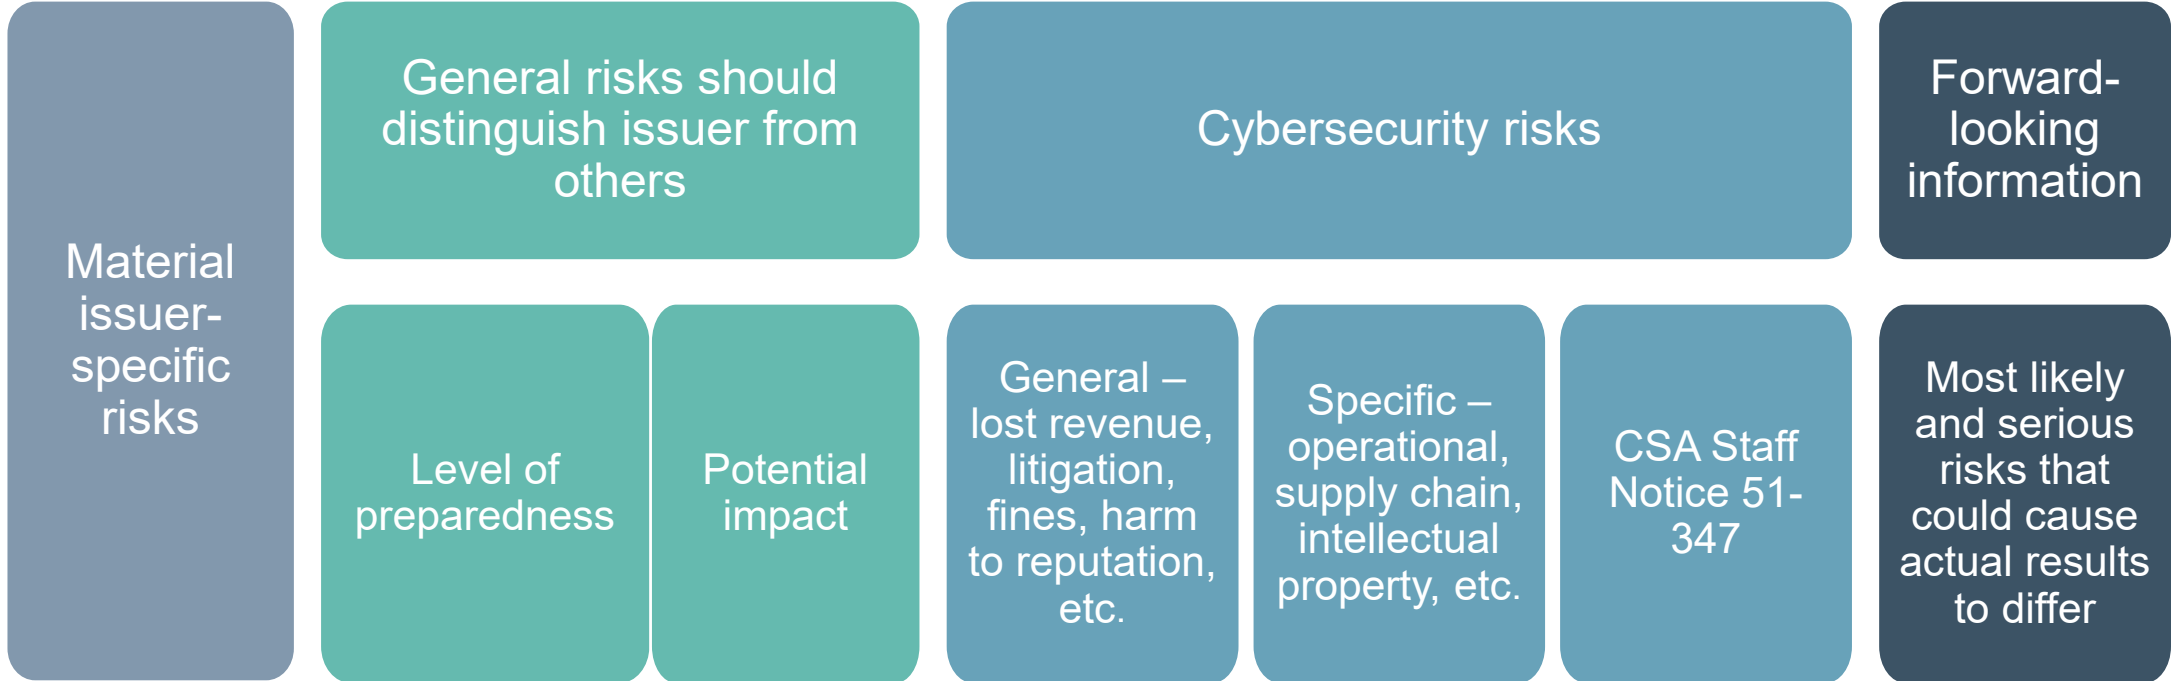 Material
issuer-
specific
risks
General risks should
distinguish issuer from
others
Level of
preparedness
Potential
impact
Cybersecurity risks
General –
lost revenue,
litigation,
fines, harm
to reputation,
etc.
Specific –
operational,
supply chain,
intellectual
property, etc.
CSA Staff
Notice 51-
347
Forward-
looking
information
Most likely
and serious
risks that
could cause
actual results
to differ